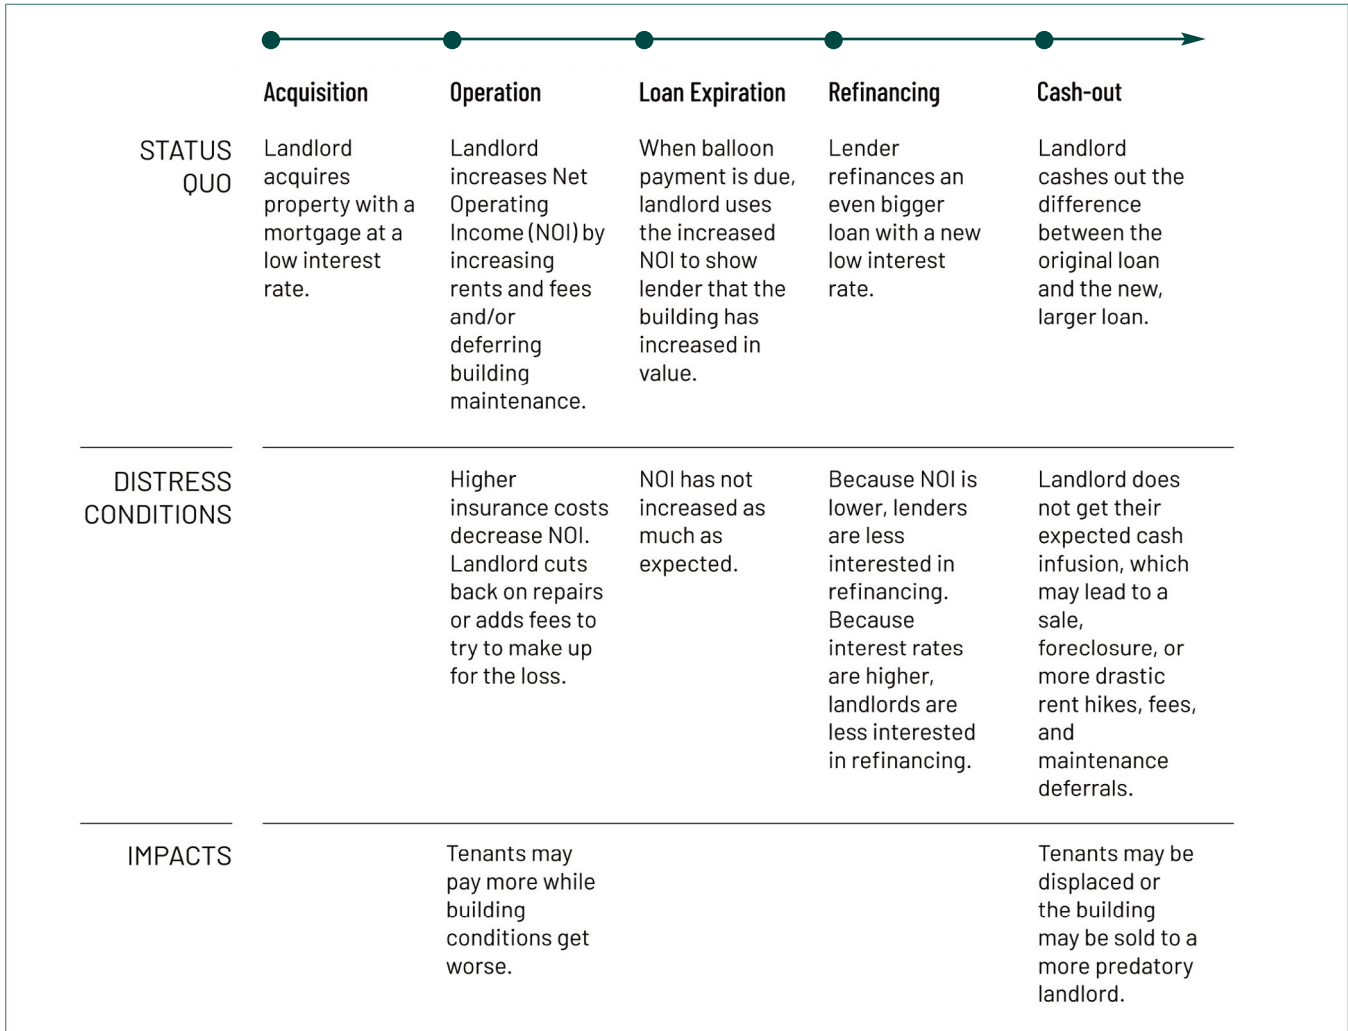 Acquisition
Operation
Loan Expiration
Refinancing
Cash-out
STATUS
QUO
Landlord
acquires
property with a
mortgage at a
low interest
rate.
Landlord
increases Net
Operating
Income (NOI) by
increasing
rents and fees
and/or
deferring
building
maintenance.
When balloon
payment is due,
landlord uses
the increased
NOI to show
lender that the
building has
increased in
value.
Lender
refinances an
even bigger
loan with a new
low interest
rate.
Landlord
cashes out the
difference
between the
original loan
and the new,
larger loan.
DISTRESS
CONDITIONS
Higher
insurance costs
decrease NOI.
Landlord cuts
back on repairs
or adds fees to
try to make up
for the loss.
NOI has not
increased as
much as
expected.
Because NOI is
lower, lenders
are less
interested in
refinancing.
Because
interest rates
are higher,
landlords are
less interested
in refinancing.
Landlord does
not get their
expected cash
infusion, which
may lead to a
sale,
foreclosure, or
more drastic
rent hikes, fees,
and
maintenance
deferrals.
IMPACTS
Tenants may
pay more while
building
conditions get
worse.
Tenants may be
displaced or
the building
may be sold to a
more predatory
landlord.